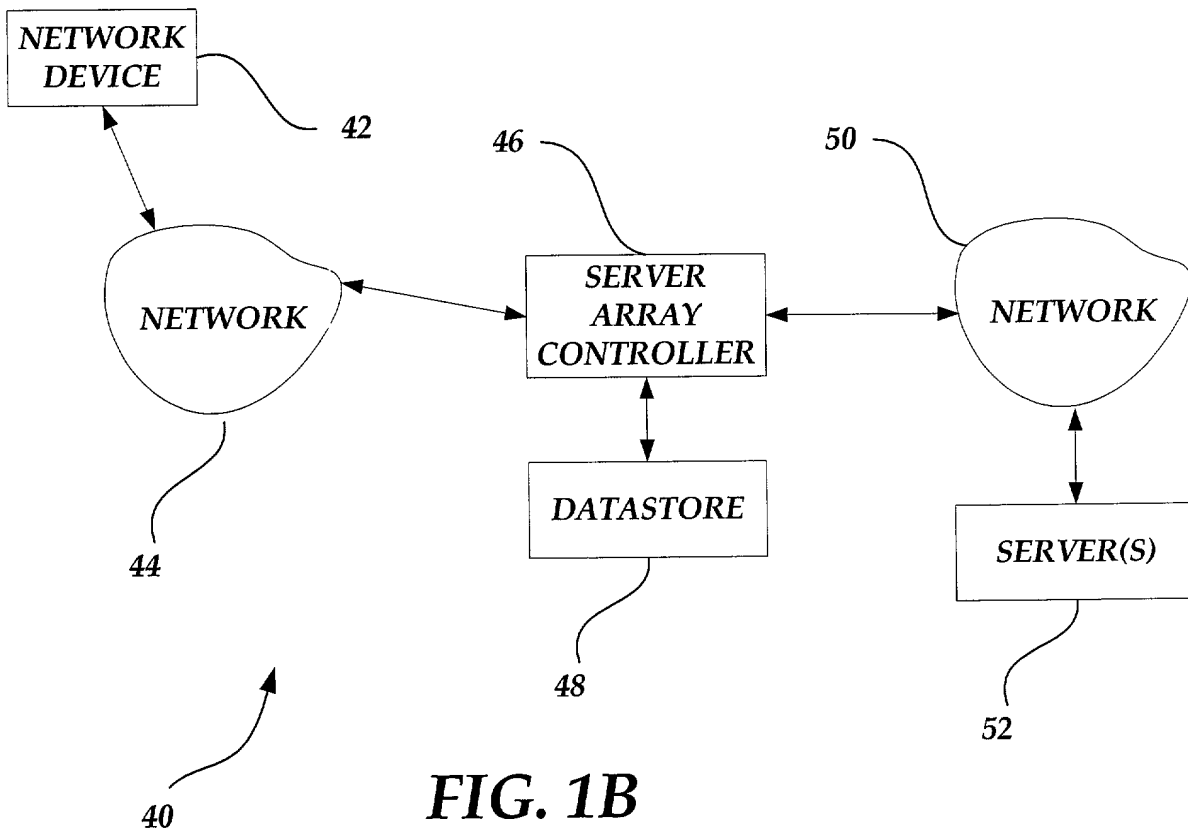 NETWORK
DEVICE
42
46
50
NETWORK
SERVER
ARRAY
CONTROLLER
NETWORK
DATASTORE
SERVER(S)
44
48
52
40
FIG. 1B